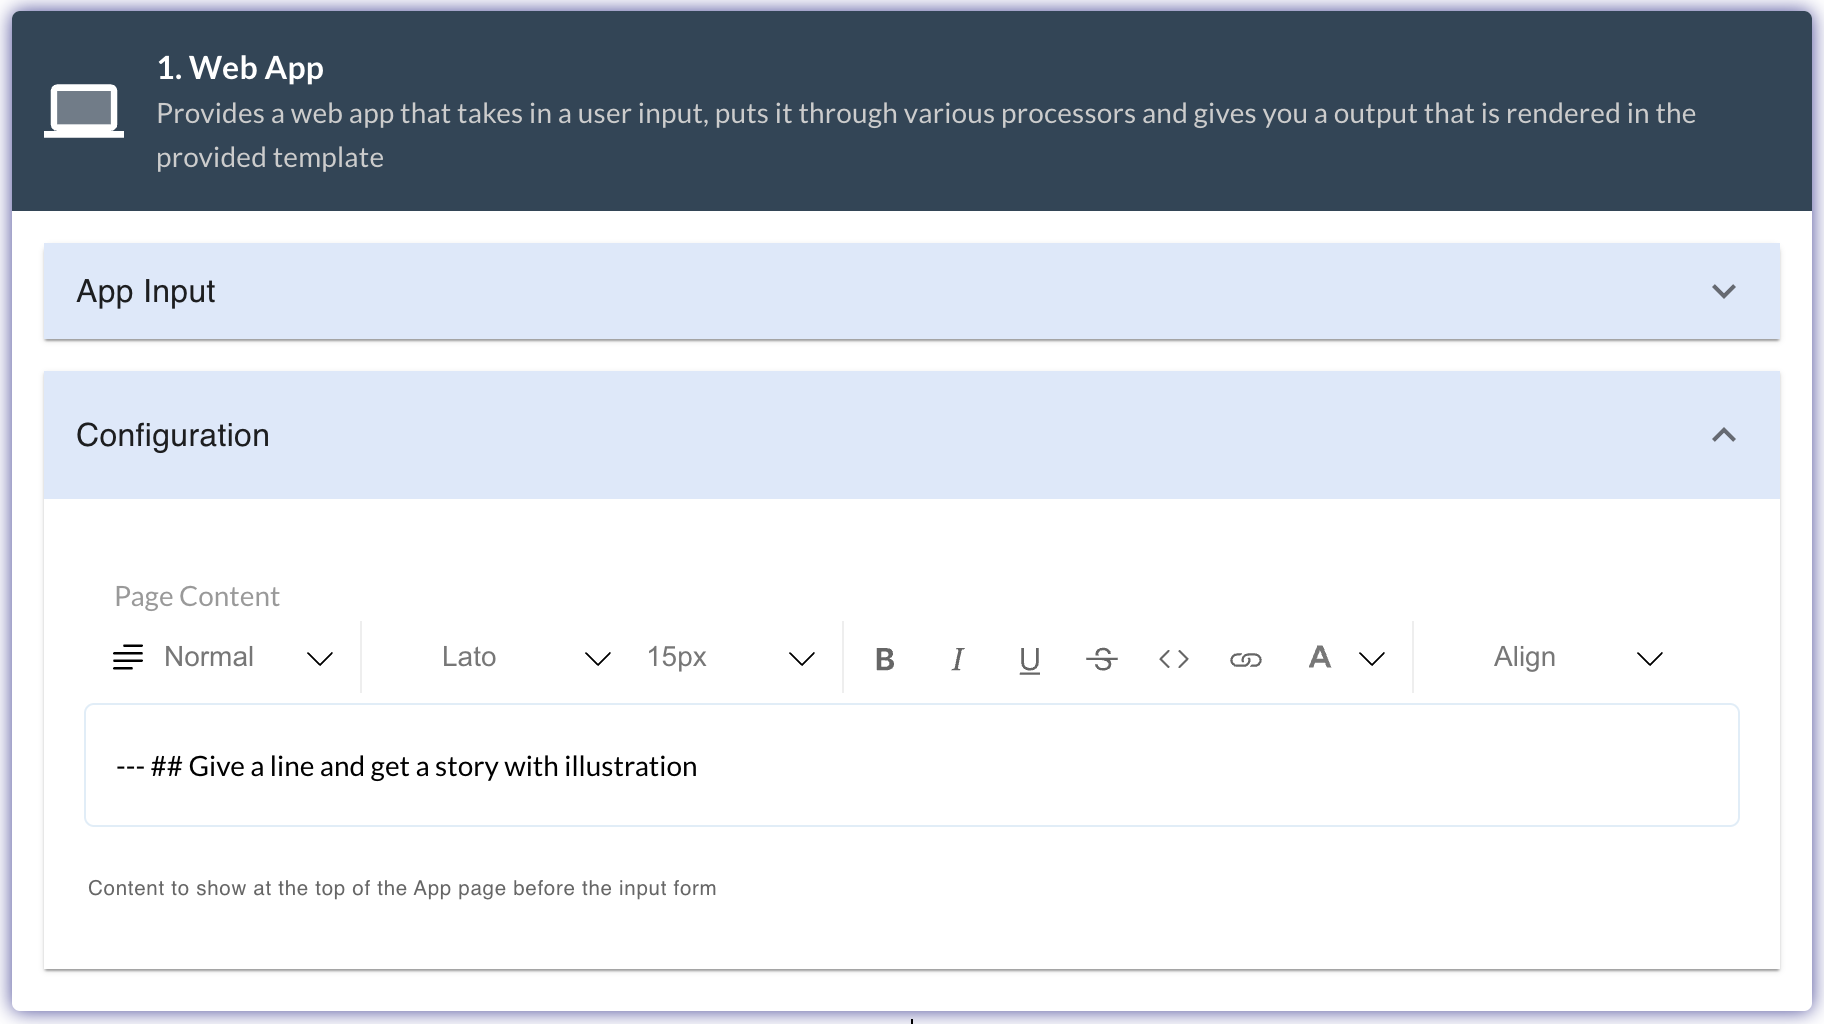 1. Web App
Provides a web app that takes in a user input, puts it through various processors and gives you a output that is rendered in the
provided template
App Input
Configuration
Page Content
Normal Lato 15px B I U S <> A Align
--- ## Give a line and get a story with illustration
Content to show at the top of the App page before the input form